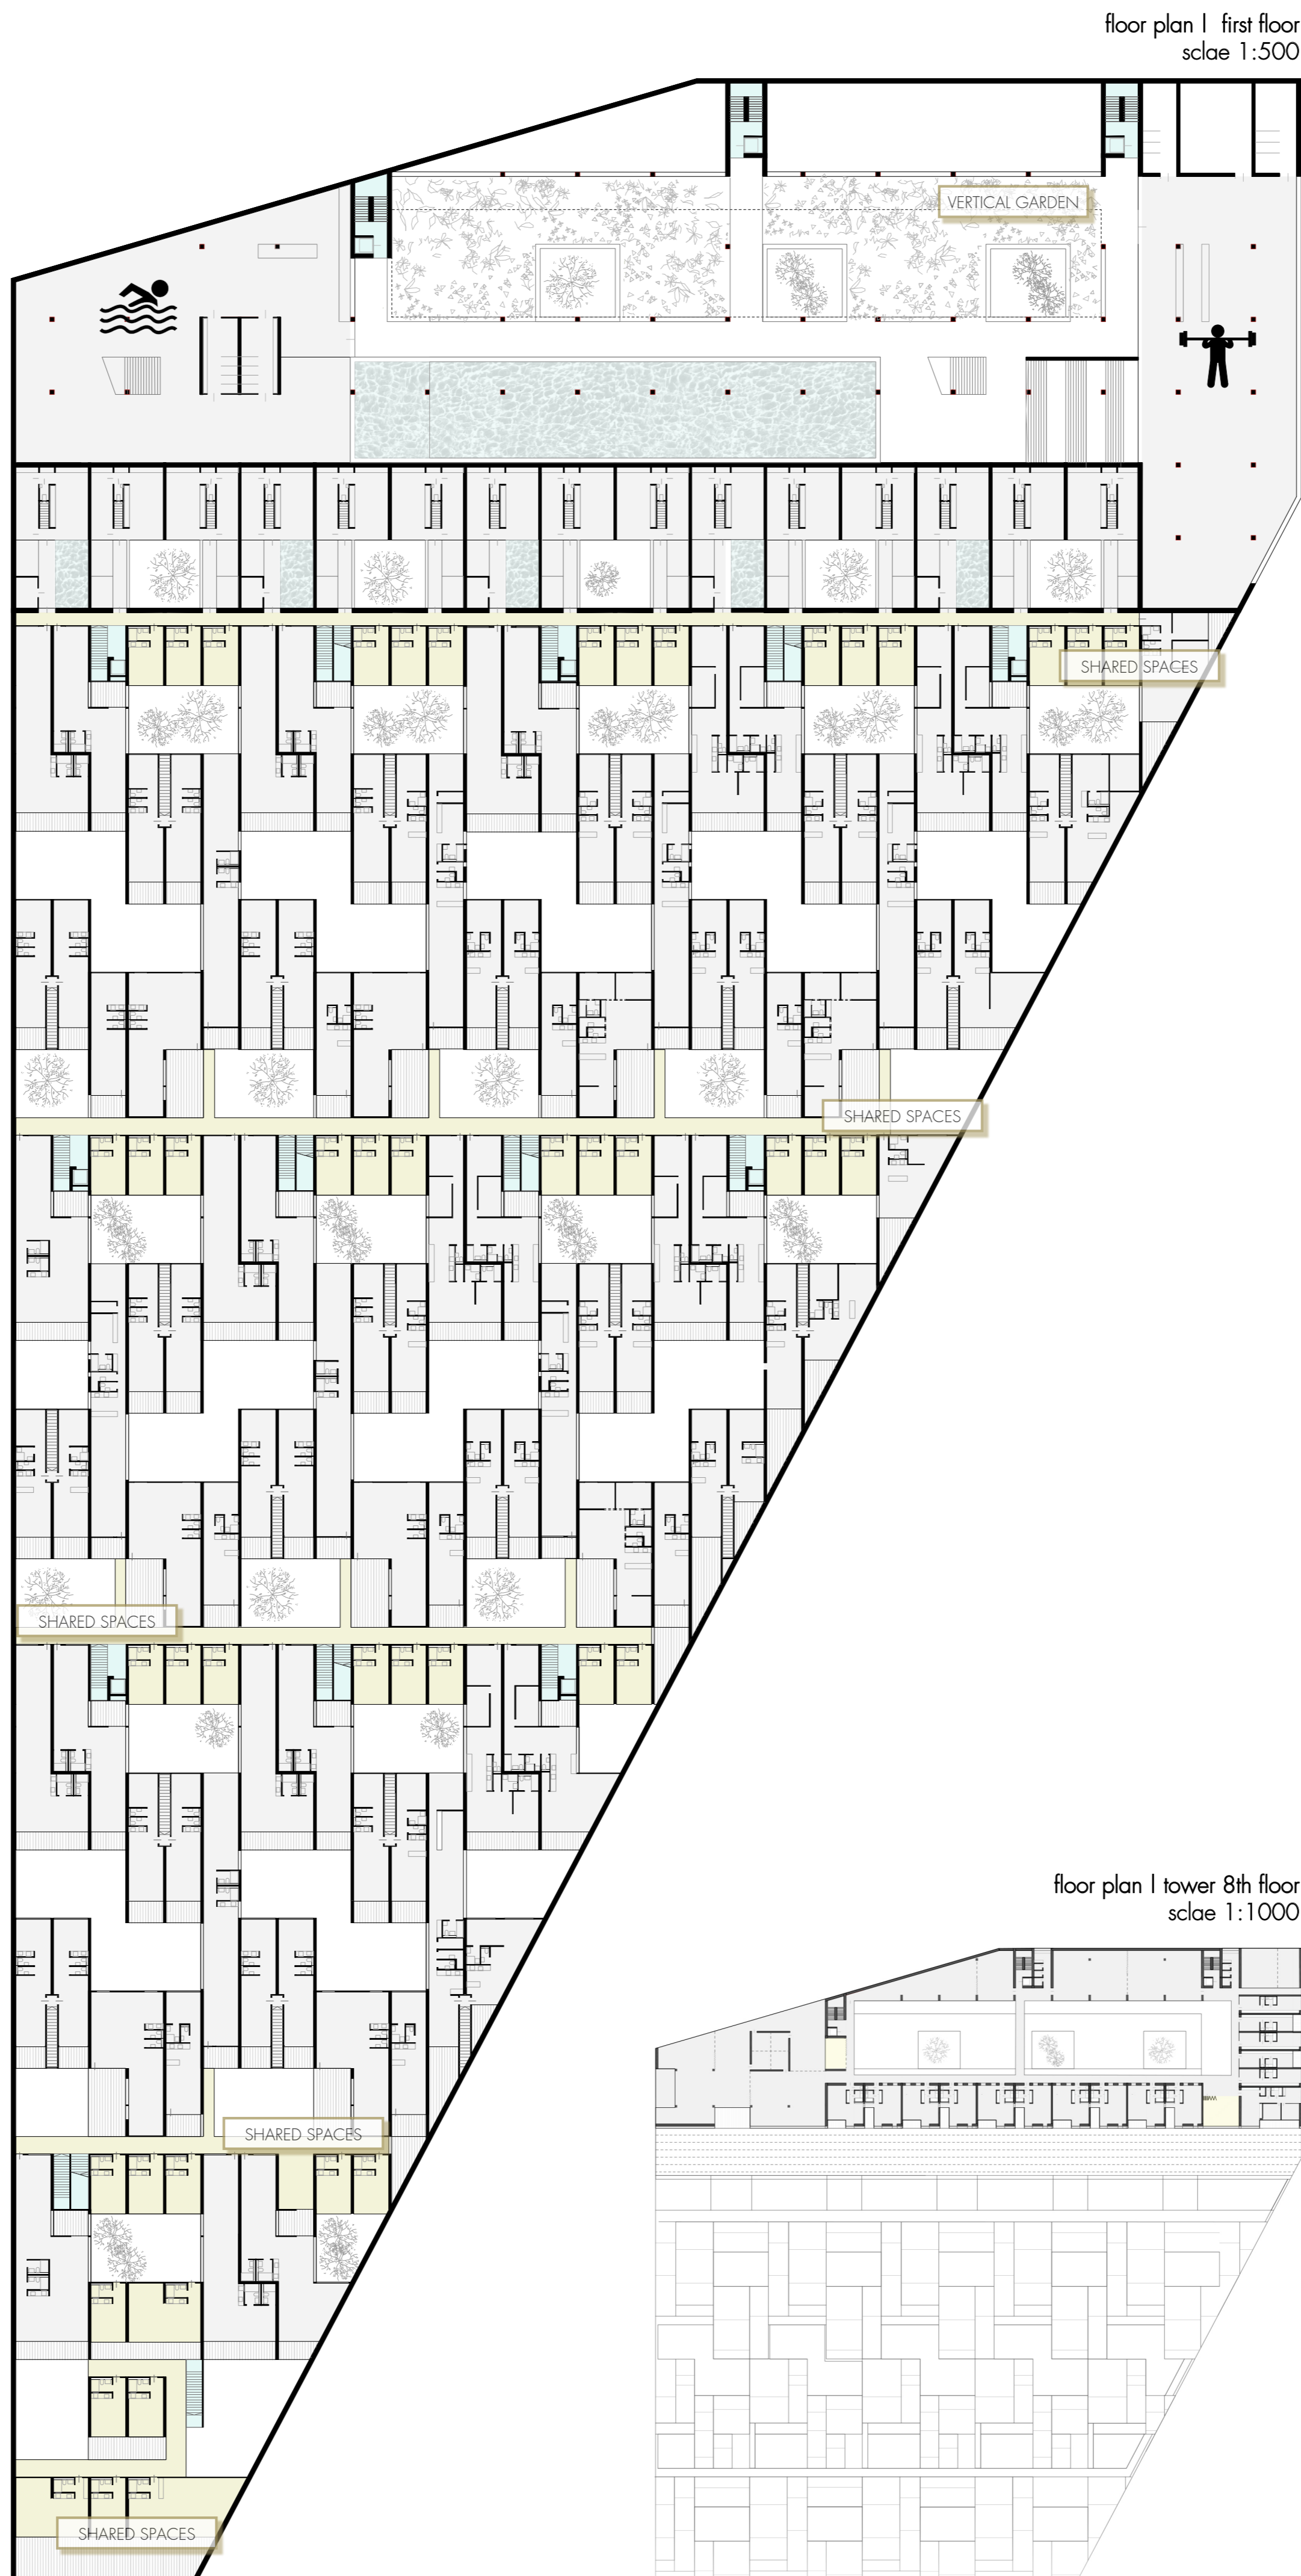 floor plan | first floor
sclae 1:500
VERTICAL GARDEN
SHARED SPACES
SHARED SPACES
SHARED SPACES
floor plan | tower 8th floor
sclae 1:1000
SHARED SPACES
SHARED SPACES